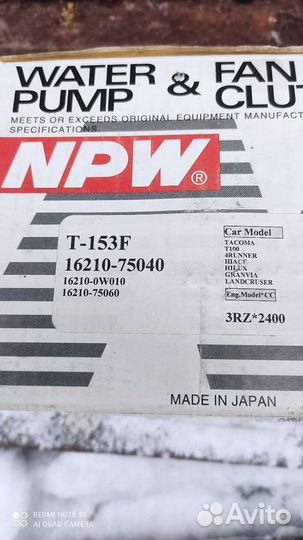 WATER & FAN
PUMP CLUT
MEETS OR EXCEEDS ORIGINAL EQUIPMENT MANUFACT
SPECIFICATIONS.
NPW®
T-153F
16210-75040
16210-0W010
16210-75060
Car Model
TACOMA
T100
4RUNNER
HIACE
HILUX
GRANVIA
LANDCRUSER
Eng.Model*CC
3RZ*2400
MADE IN JAPAN
REDMI NOTE 9S
AI QUAD CAMERA
Avito